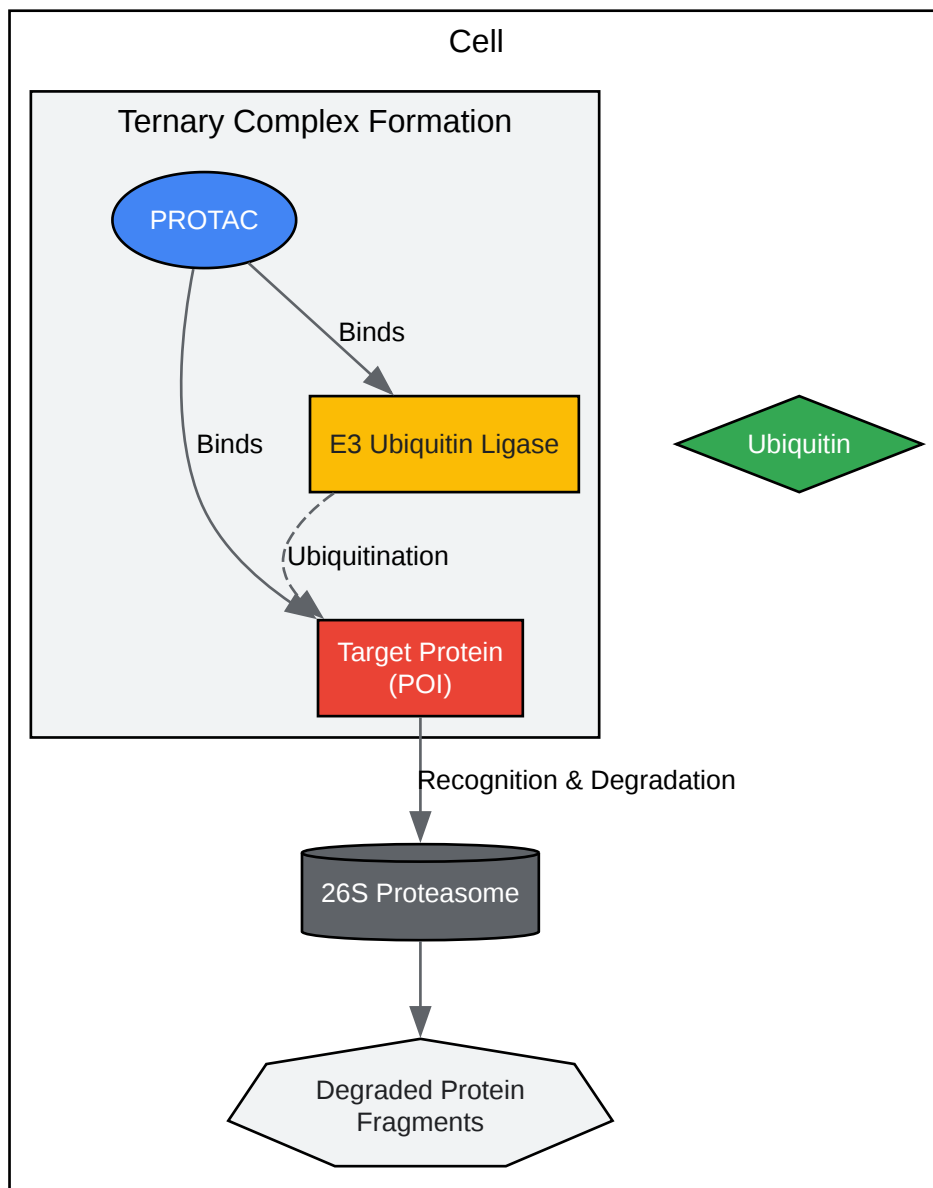 Cell
Ternary Complex Formation
PROTAC
Binds
E3 Ubiquitin Ligase
Ubiquitin
Binds
Ubiquitination
Target Protein
(POI)
Recognition & Degradation
26S Proteasome
Degraded Protein
Fragments